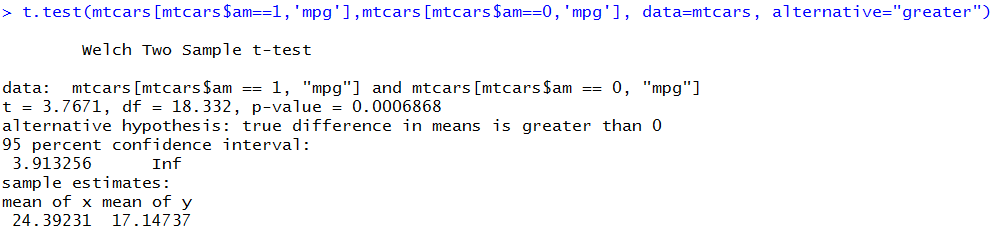 > t.test(mtcars[mtcars$am==1,'mpg'],mtcars[mtcars$am==0,'mpg'], data=mtcars, alternative="greater")
Welch Two Sample t-test
data:  mtcars[mtcars$am == 1, "mpg"] and mtcars[mtcars$am == 0, "mpg"]
t = 3.7671, df = 18.332, p-value = 0.0006868
alternative hypothesis: true difference in means is greater than 0
95 percent confidence interval:
 3.913256      Inf
sample estimates:
mean of x mean of y
 24.39231  17.14737